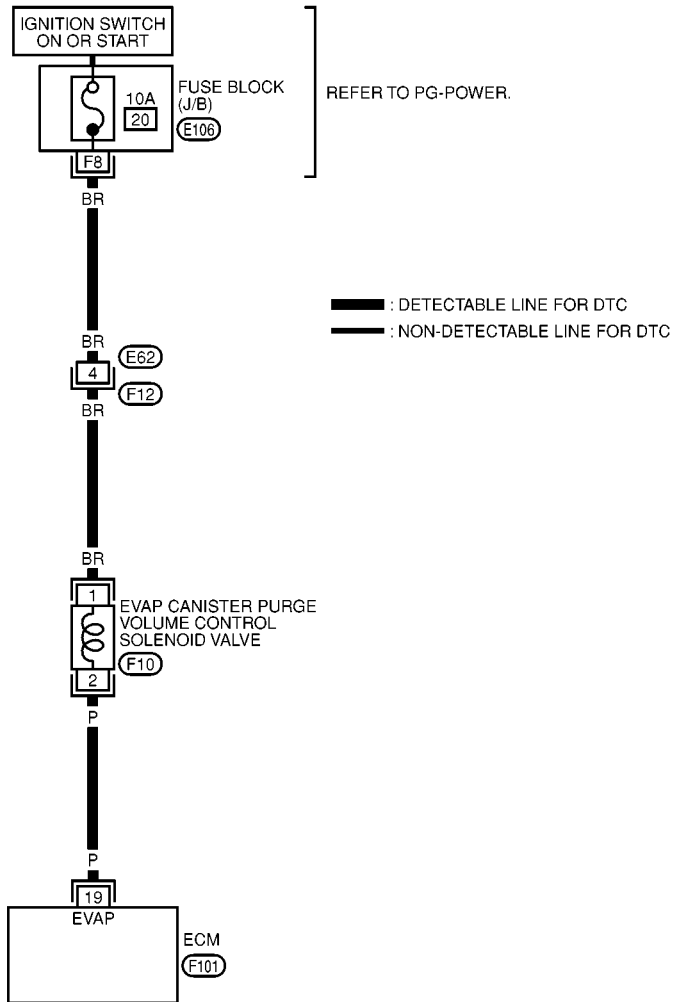 IGNITION SWITCH
ON OR START
FUSE BLOCK
(J/B)
10A
20
E106
REFER TO PG-POWER.
F8
BR
: DETECTABLE LINE FOR DTC
: NON-DETECTABLE LINE FOR DTC
BR
E62
4
F12
BR
BR
1
EVAP CANISTER PURGE
VOLUME CONTROL
SOLENOID VALVE
F10
2
P
P
19
EVAP
ECM
F101